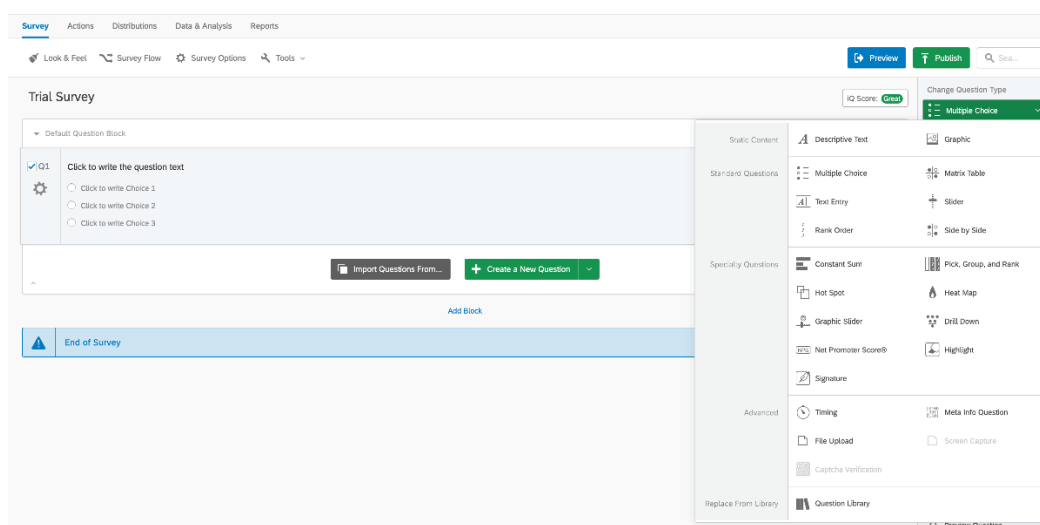 Survey Actions Distributions Data & Analysis Reports
Look & Feel Survey Flow Survey Options Tools Preview Publish Sea...
Trial Survey iQ Score: Great Change Question Type
Multiple Choice
Default Question Block
Static Content Descriptive Text Graphic
Q1 Click to write the question text
Standard Questions Multiple Choice Matrix Table
Click to write Choice 1
Text Entry Slider
Click to write Choice 2
Click to write Choice 3
Rank Order Side by Side
Import Questions From... Create a New Question
Specialty Questions Constant Sum Pick, Group, and Rank
Hot Spot Heat Map
Add Block
Graphic Slider Drill Down
End of Survey
NPS Net Promoter Score® Highlight
Signature
Advanced Timing Meta Info Question
File Upload Screen Capture
Captcha Verification
Replace From Library Question Library
Preview Question